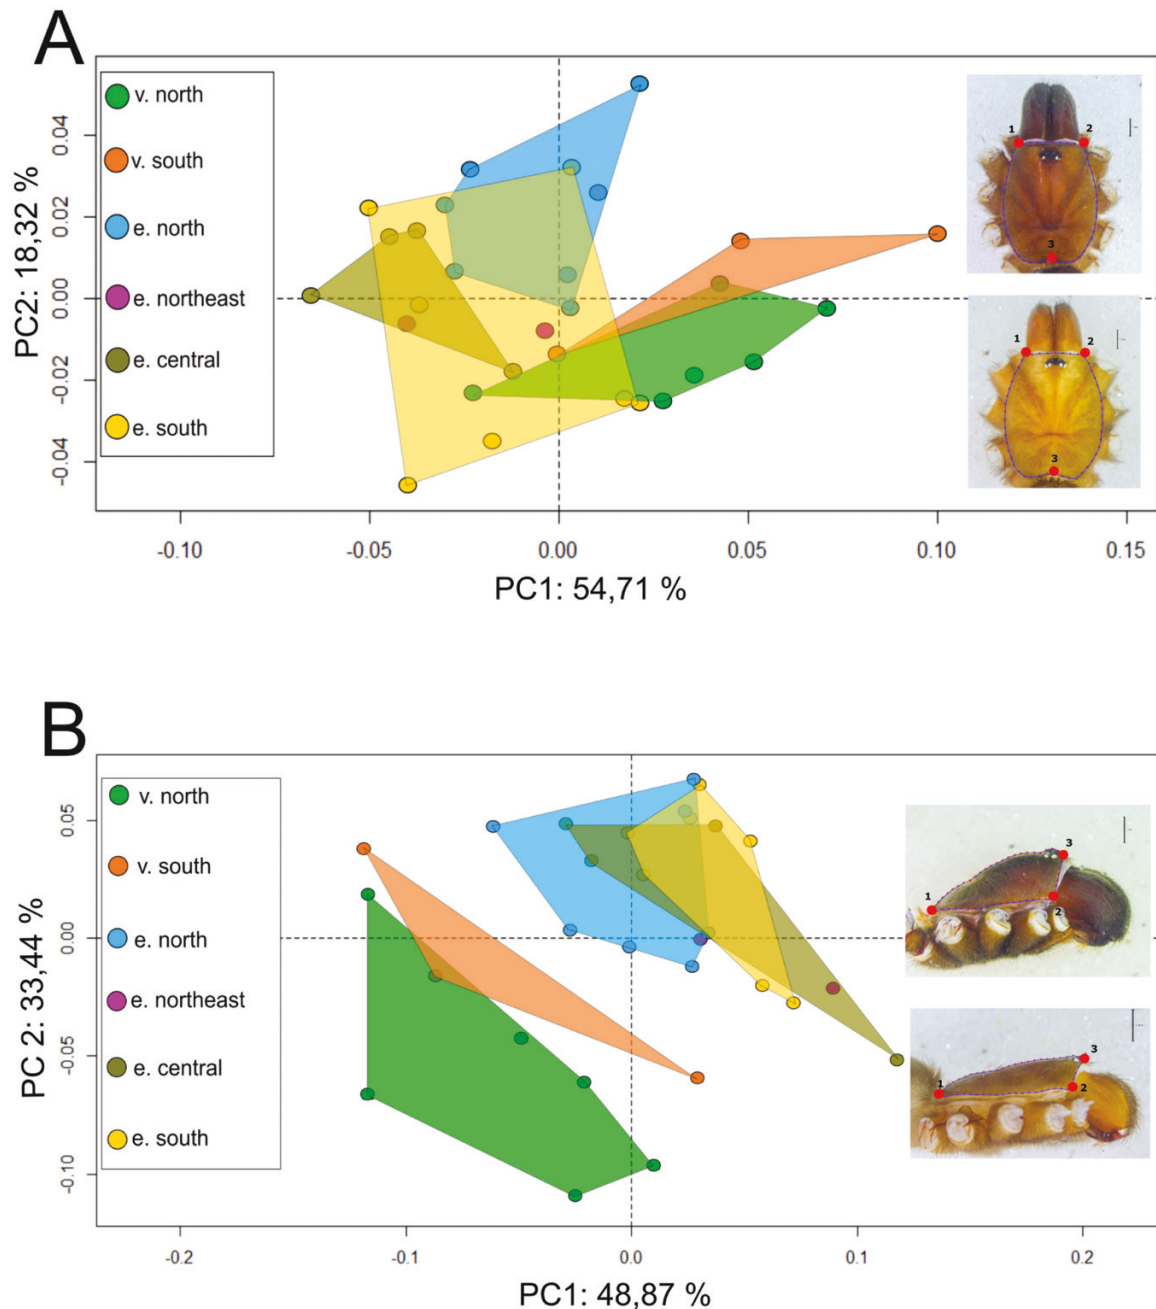 A
v. north
v. south
e. north
e. northeast
e. central
e. south
PC2: 18,32 %
0.04
0.02
0.00
-0.02
-0.04
-0.10
-0.05
0.00
0.05
0.10
0.15
PC1: 54,71 %
1 2
3
1 2
3
B
v. north
v. south
e. north
e. northeast
e. central
e. south
PC 2: 33,44 %
0.05
0.00
-0.05
-0.10
-0.2
-0.1
0.0
0.1
0.2
PC1: 48,87 %
3
1
2
3
1
2